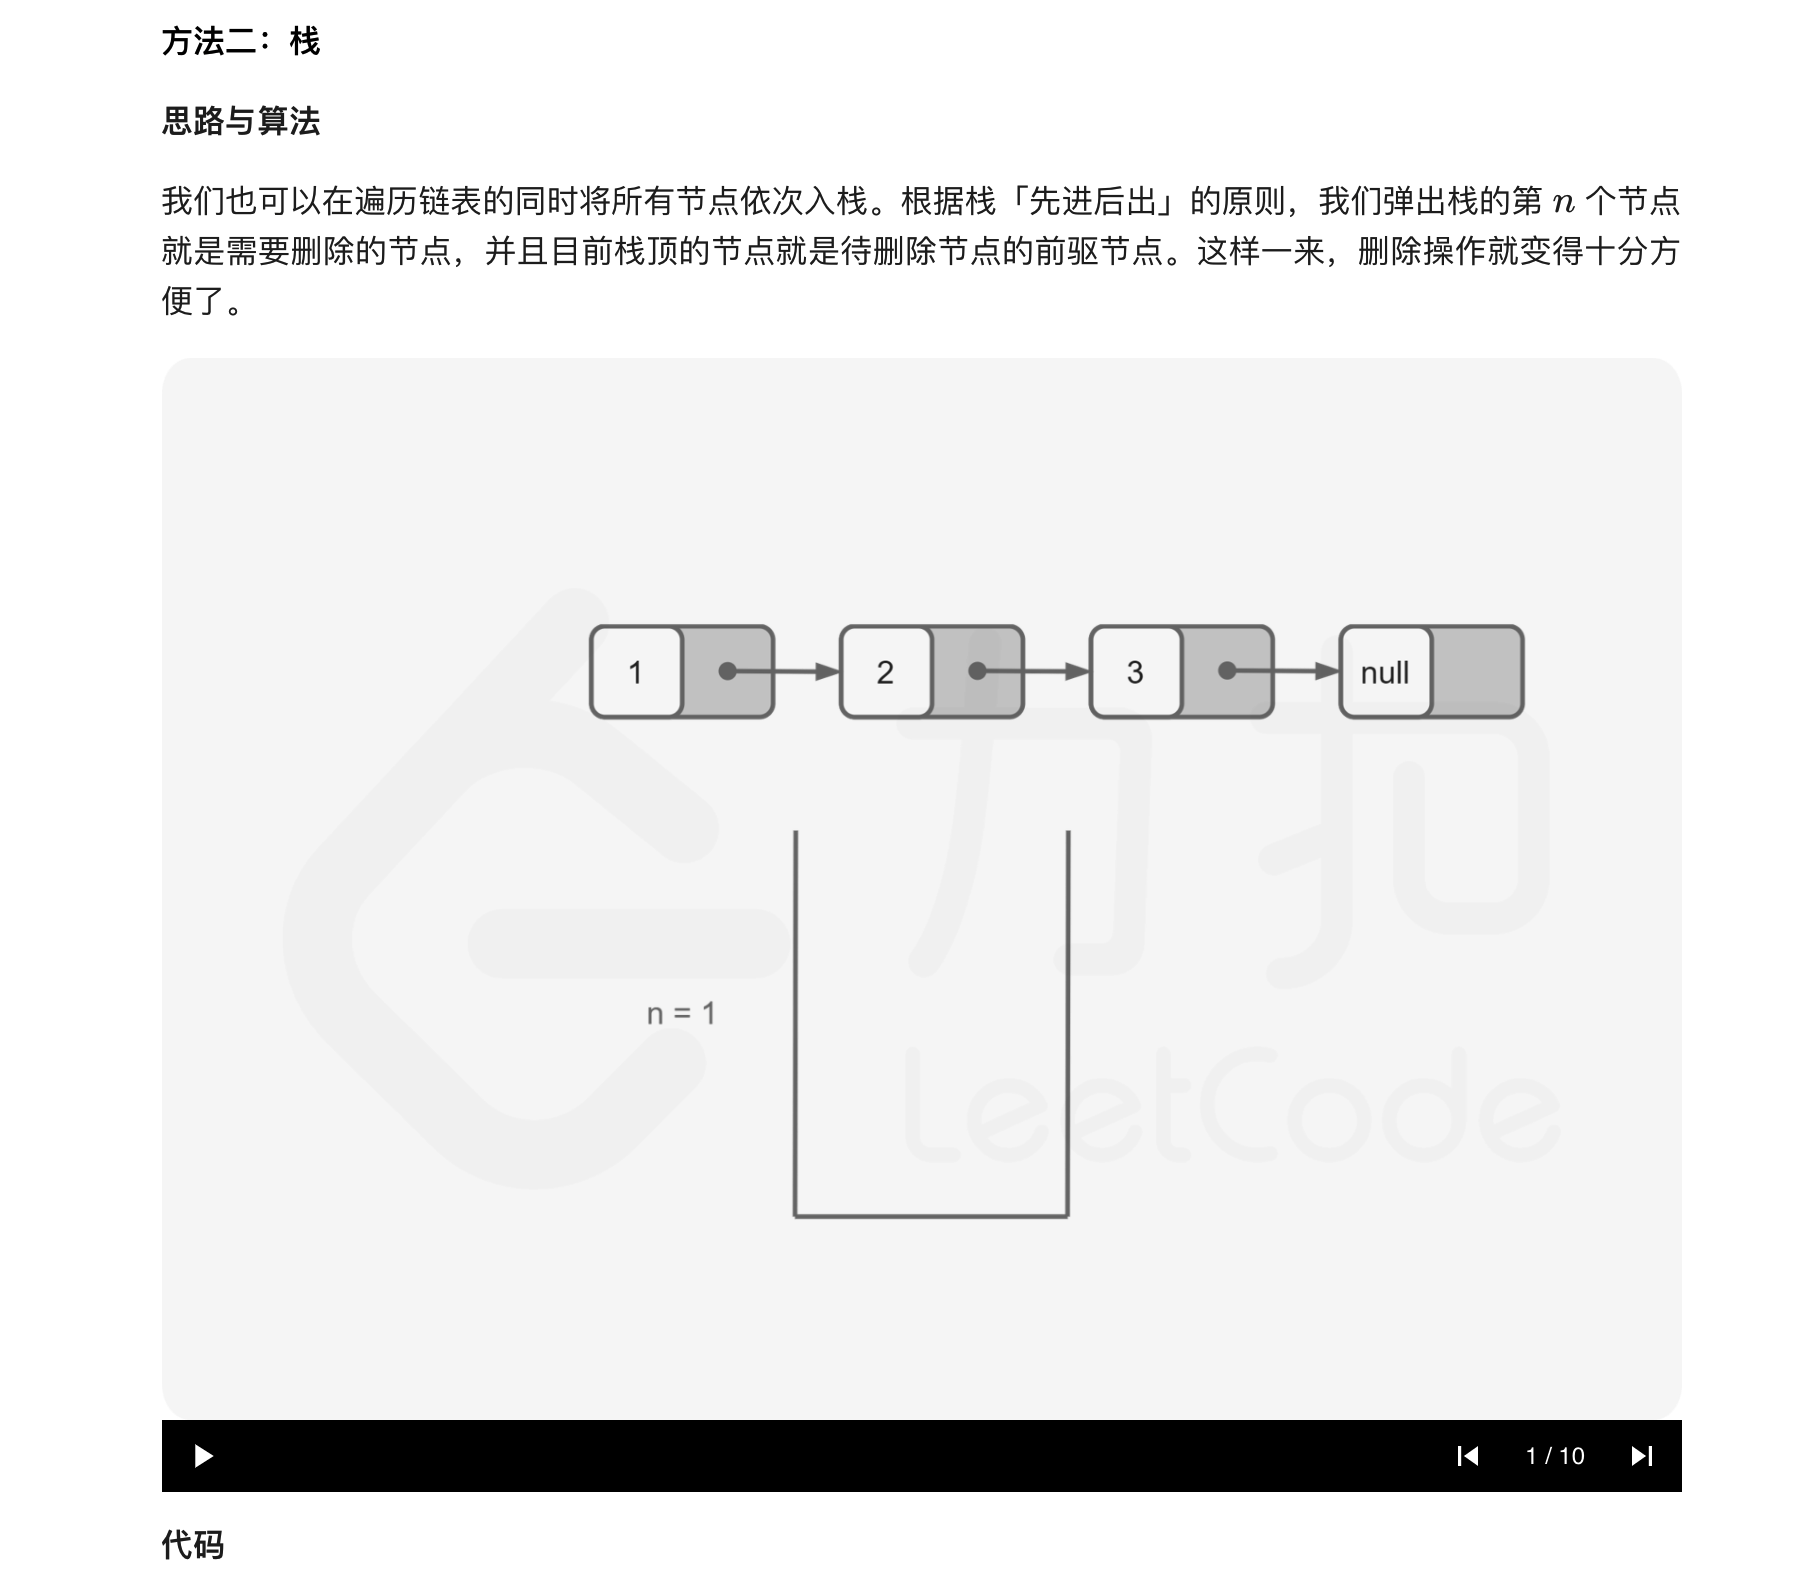 方法二：栈
思路与算法
我们也可以在遍历链表的同时将所有节点依次入栈。根据栈「先进后出」的原则，我们弹出栈的第 n 个节点
就是需要删除的节点，并且目前栈顶的节点就是待删除节点的前驱节点。这样一来，删除操作就变得十分方
便了。
1 2 3 null
力扣
n = 1
LeetCode
1 / 10
代码